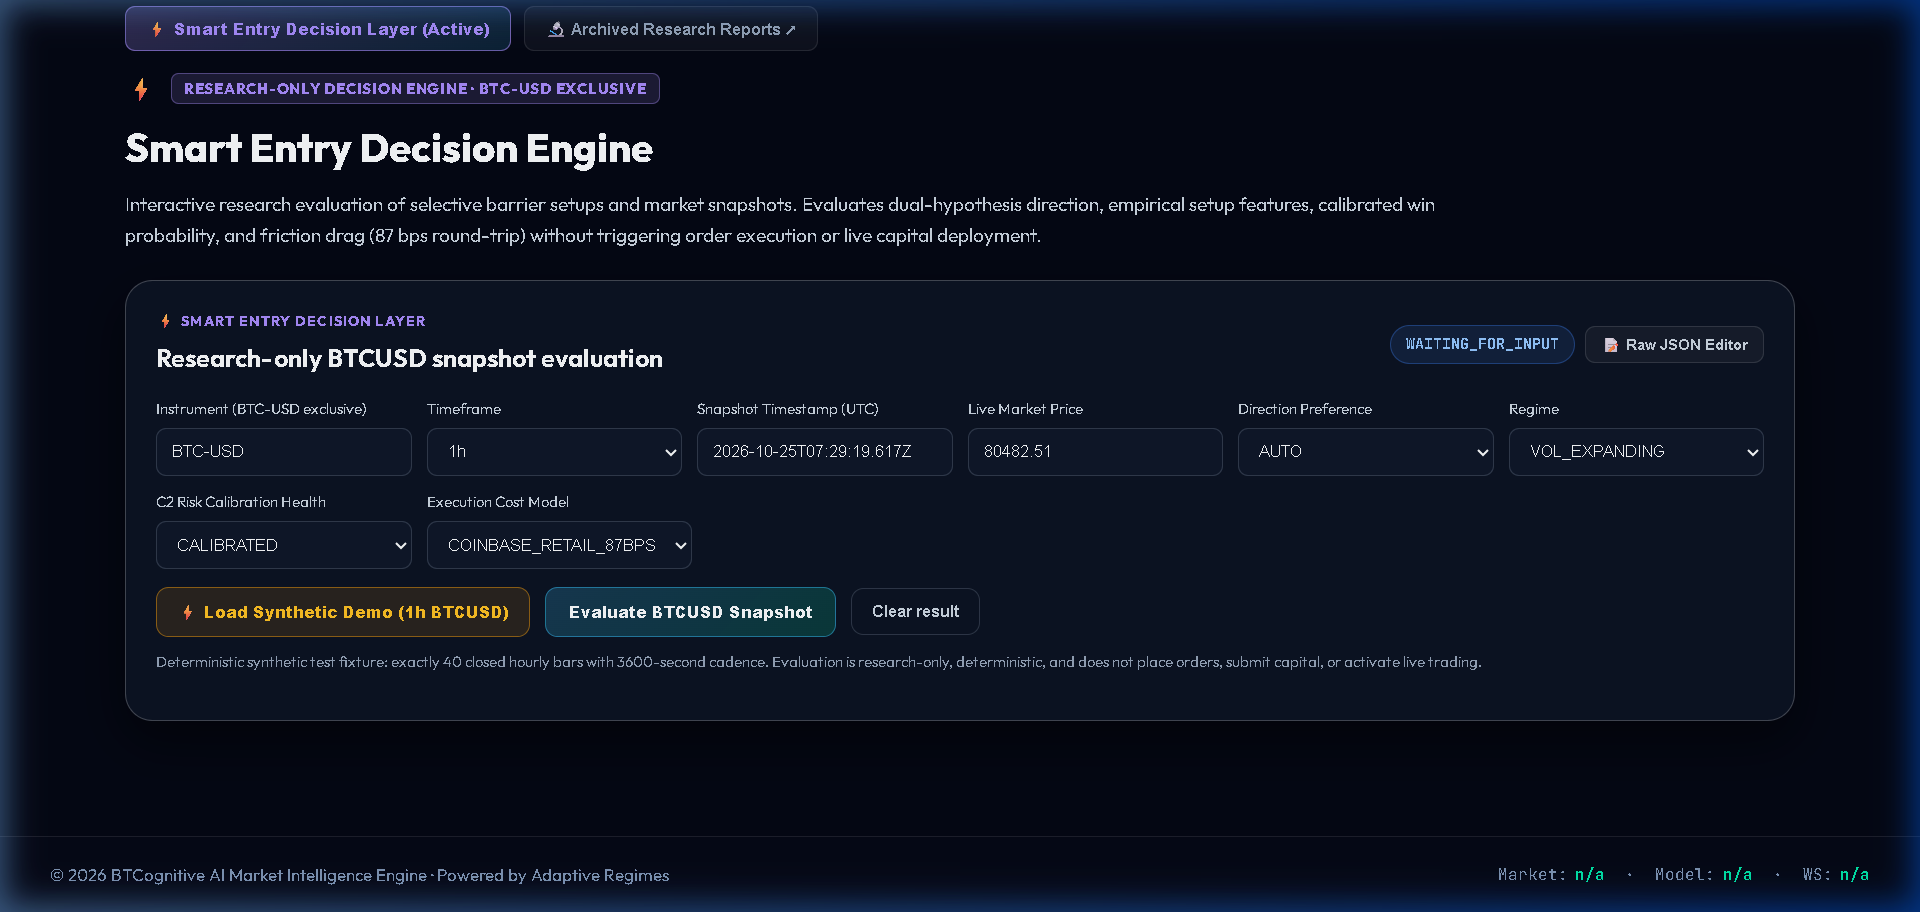 Smart Entry Decision Layer (Active)
Archived Research Reports ↗
RESEARCH-ONLY DECISION ENGINE · BTC-USD EXCLUSIVE
Smart Entry Decision Engine
Interactive research evaluation of selective barrier setups and market snapshots. Evaluates dual-hypothesis direction, empirical setup features, calibrated win
probability, and friction drag (87 bps round-trip) without triggering order execution or live capital deployment.
SMART ENTRY DECISION LAYER
Research-only BTCUSD snapshot evaluation
WAITING_FOR_INPUT
Raw JSON Editor
Instrument (BTC-USD exclusive)
Timeframe
Snapshot Timestamp (UTC)
Live Market Price
Direction Preference
Regime
BTC-USD
1h
2026-10-25T07:29:19.617Z
80482.51
AUTO
VOL_EXPANDING
C2 Risk Calibration Health
Execution Cost Model
CALIBRATED
COINBASE_RETAIL_87BPS
Load Synthetic Demo (1h BTCUSD)
Evaluate BTCUSD Snapshot
Clear result
Deterministic synthetic test fixture: exactly 40 closed hourly bars with 3600-second cadence. Evaluation is research-only, deterministic, and does not place orders, submit capital, or activate live trading.
© 2026 BTCognitive AI Market Intelligence Engine · Powered by Adaptive Regimes
Market: n/a · Model: n/a · WS: n/a